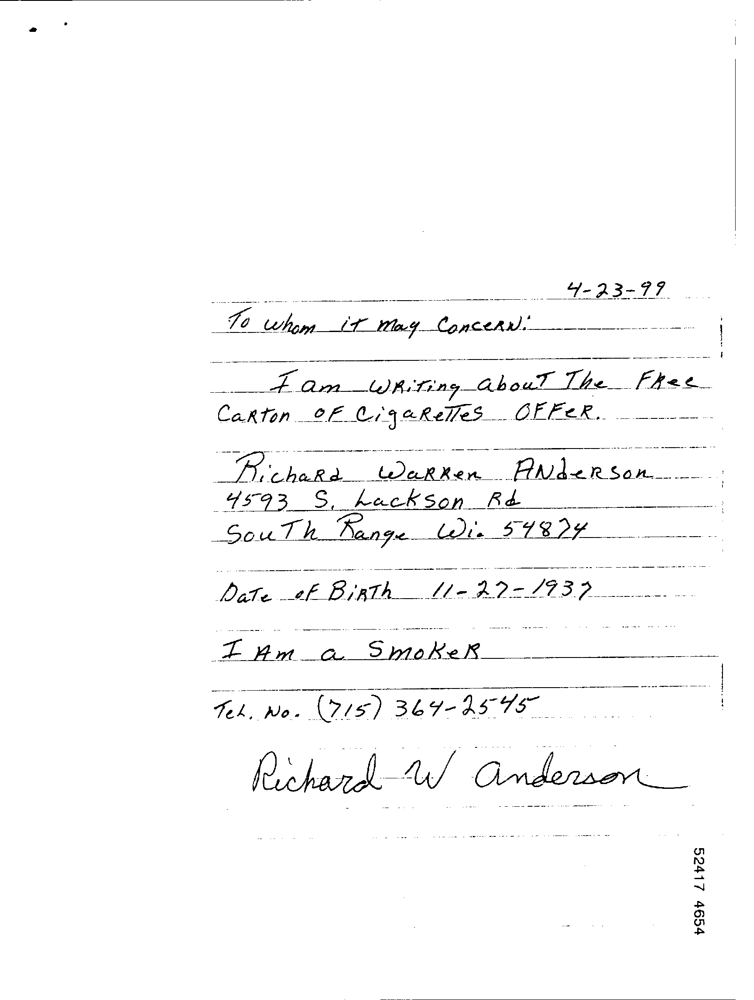 4-23-99
To whom it may Concern:
I am writing about The Free
Carton of Cigarettes Offer.
Richard Warren Anderson
4593 S. Lackson Rd
South Range Wi. 54874
Date of Birth 11-27-1937
I Am a Smoker
Tel. No. (715) 364-2545
Richard W Anderson
52417 4654